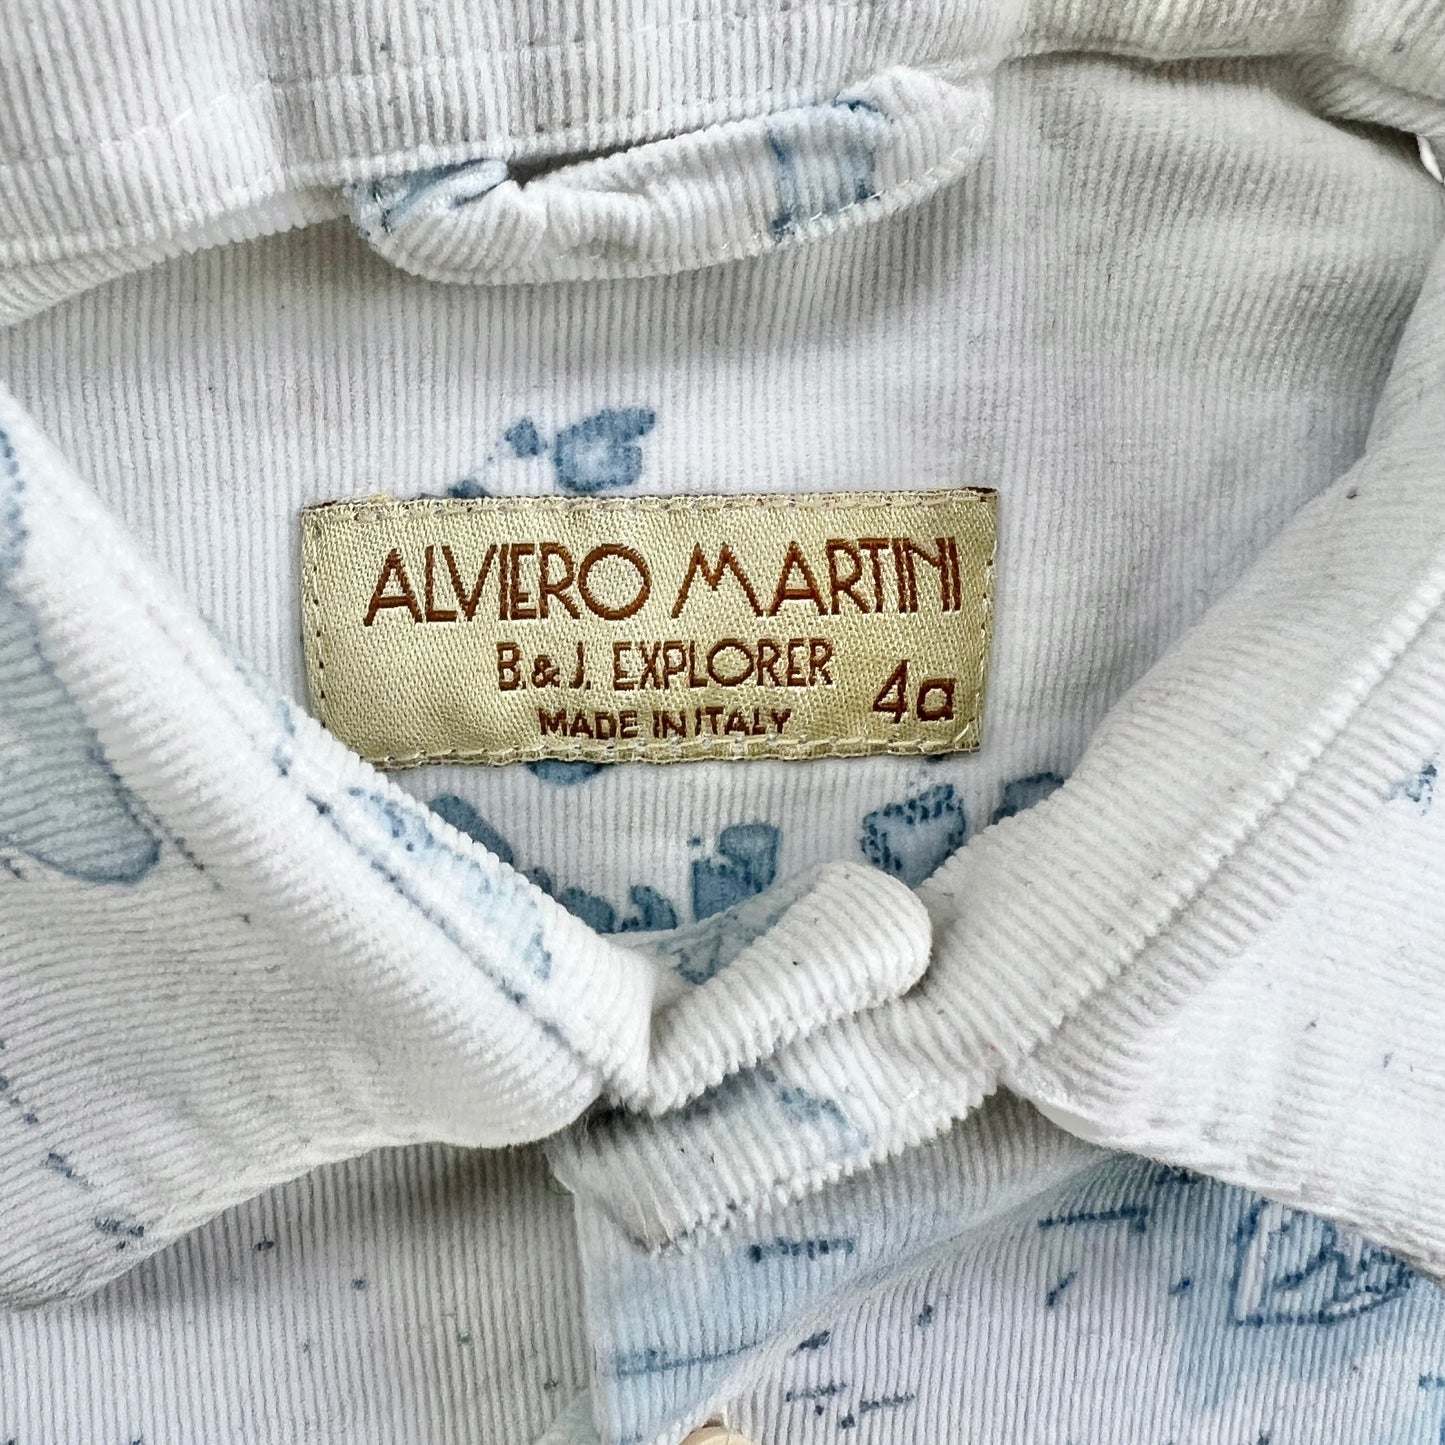 ALVIERO MARTINI
B. & J. EXPLORER
MADE IN ITALY 4a